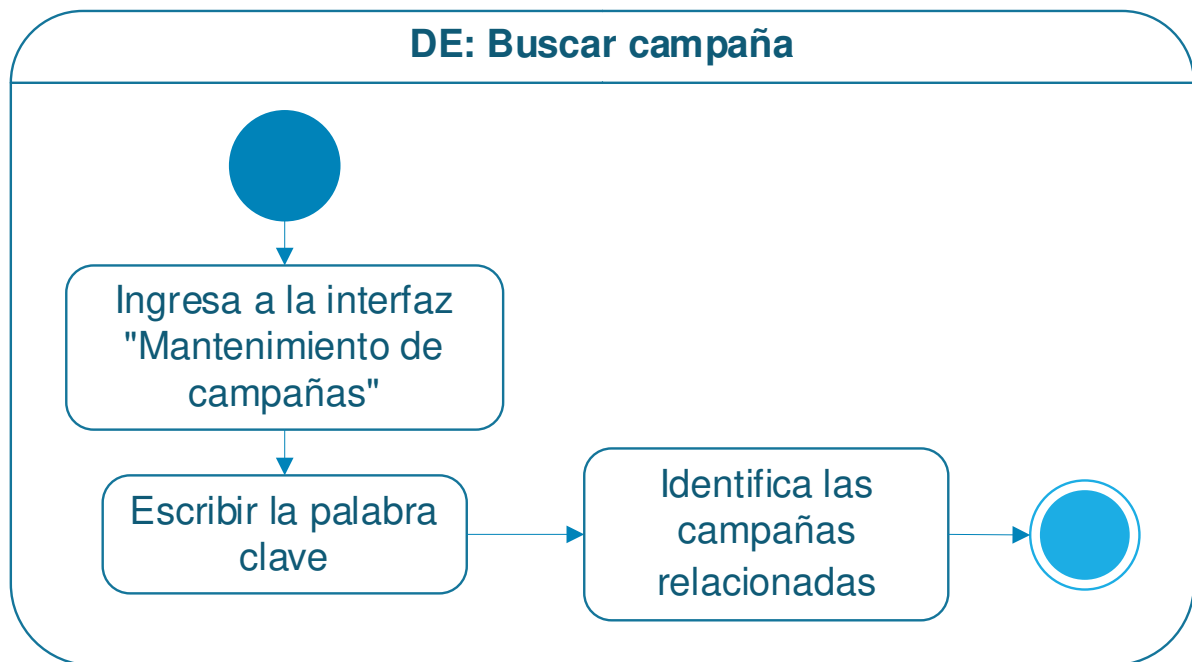 DE: Buscar campaña
Ingresa a la interfaz
"Mantenimiento de
campañas"
Escribir la palabra
clave
Identifica las
campañas
relacionadas